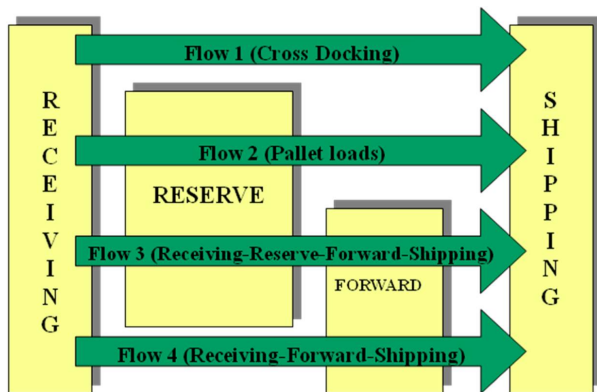 RECEIVING
Flow 1 (Cross Docking)
Flow 2 (Pallet loads)
RESERVE
Flow 3 (Receiving-Reserve-Forward-Shipping)
FORWARD
Flow 4 (Receiving-Forward-Shipping)
SHIPPING